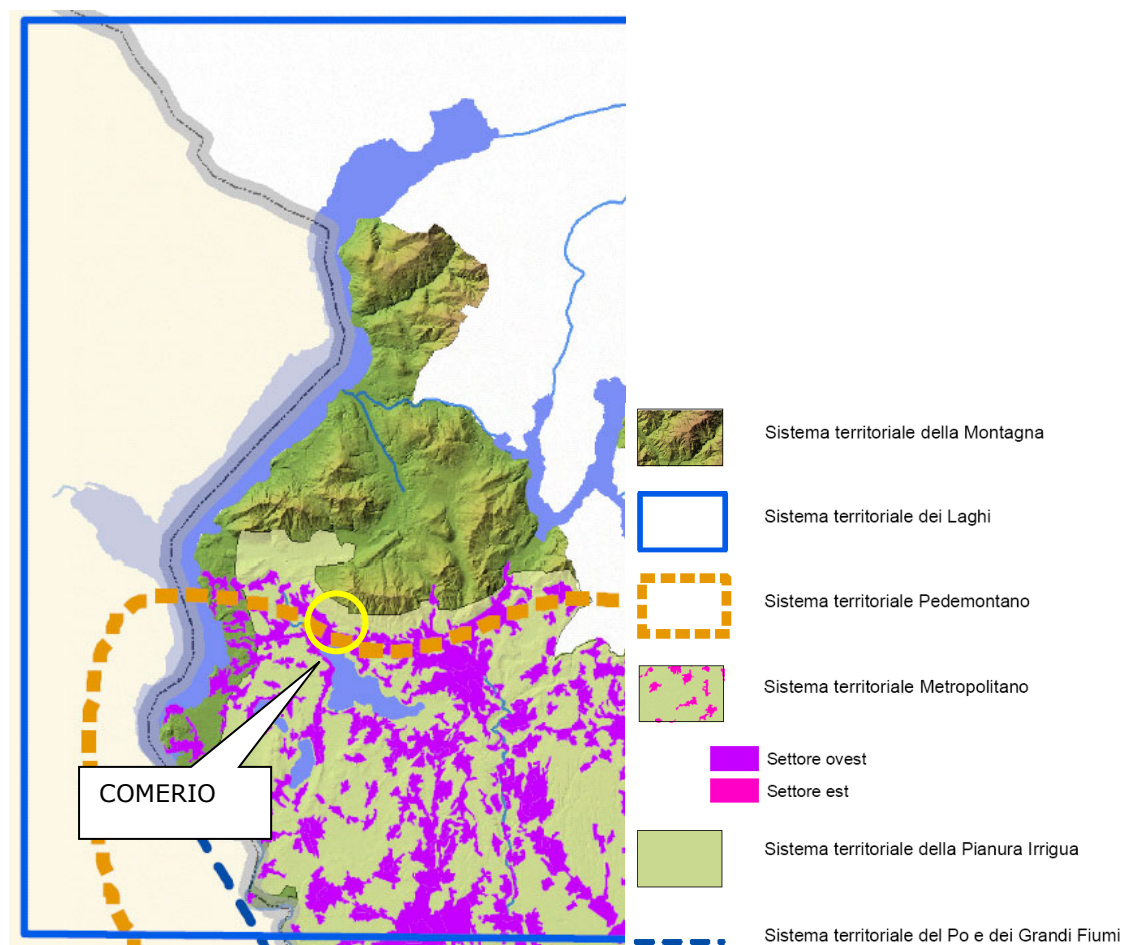 Sistema territoriale della Montagna
Sistema territoriale dei Laghi
Sistema territoriale Pedemontano
Sistema territoriale Metropolitano
Settore ovest
Settore est
COMERIO
Sistema territoriale della Pianura Irrigua
Sistema territoriale del Po e dei Grandi Fiumi